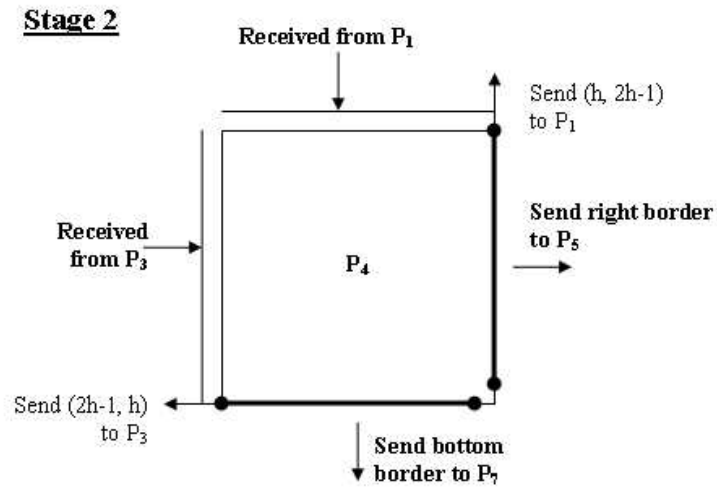 Stage 2
Received from P₁
Send (h, 2h-1)
to P₁
Send right border
to P₅
Received
from P₃
P₄
Send (2h-1, h)
to P₃
Send bottom
border to P₇